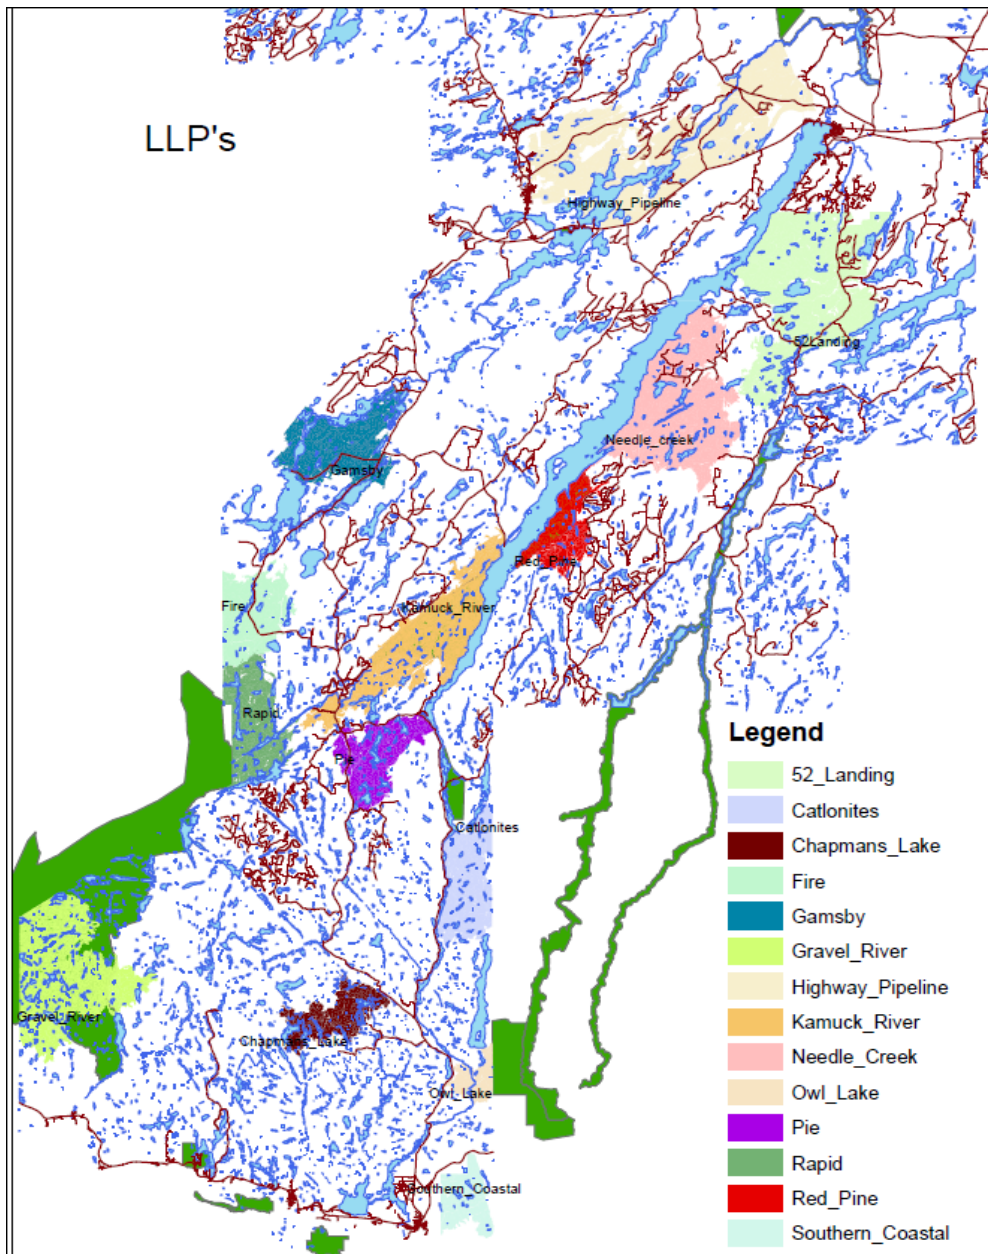 LLP's
Highway_Pipeline
52Landing
Needle_creek
Gamsby
Red_Pine
Fire
Kamuck_River
Rapid
Pie
Catlonites
Gravel_River
Chapmans_Lake
Owl_Lake
Southern_Coastal
Legend
52_Landing
Catlonites
Chapmans_Lake
Fire
Gamsby
Gravel_River
Highway_Pipeline
Kamuck_River
Needle_Creek
Owl_Lake
Pie
Rapid
Red_Pine
Southern_Coastal